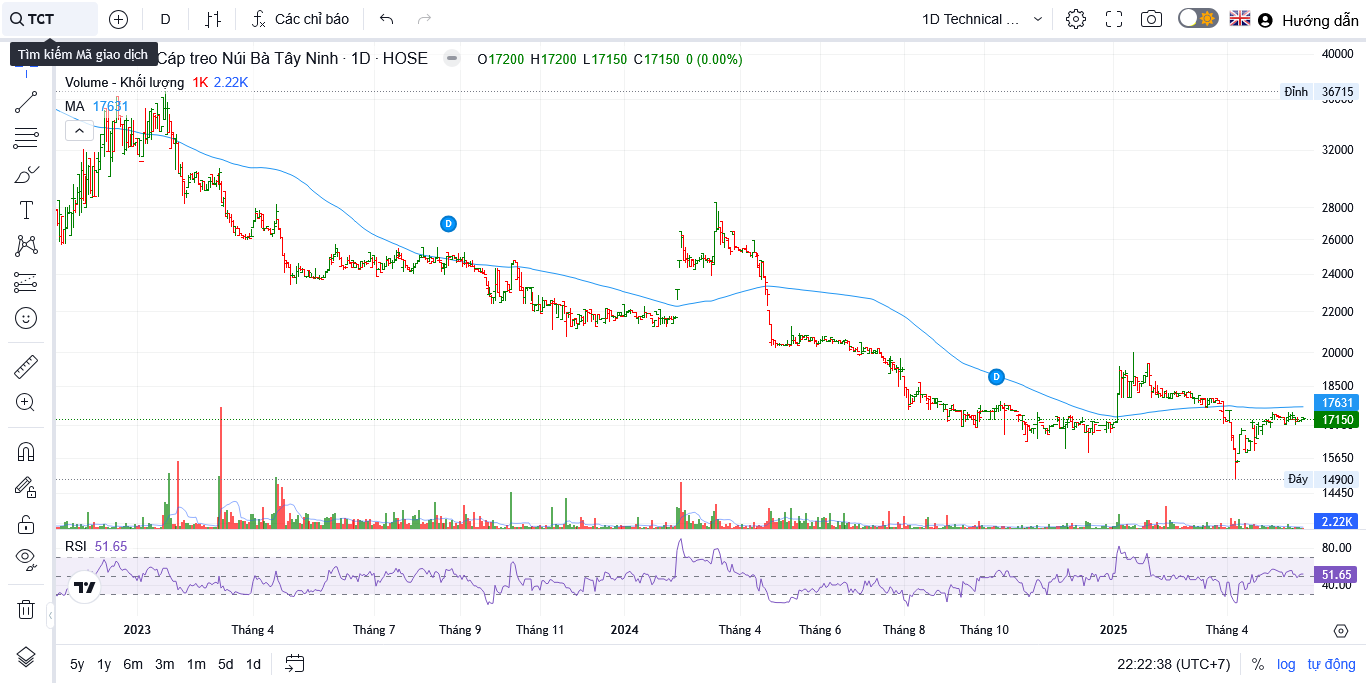 TCT
D
Các chỉ báo
1D Technical ...
Hướng dẫn
Tìm kiếm Mã giao dịch
Cáp treo Núi Bà Tây Ninh · 1D · HOSE
O17200 H17200 L17150 C17150 0 (0.00%)
Volume - Khối lượng 1K 2.22K
MA 17631
40000
Đỉnh 36715
32000
28000
26000
24000
22000
20000
18500
17631
17150
15650
Đáy 14900
14450
2.22K
D
D
RSI 51.65
80.00
51.65
40.00
2023
Tháng 4
Tháng 7
Tháng 9
Tháng 11
2024
Tháng 4
Tháng 6
Tháng 8
Tháng 10
2025
Tháng 4
5y 1y 6m 3m 1m 5d 1d
22:22:38 (UTC+7)
% log tự động